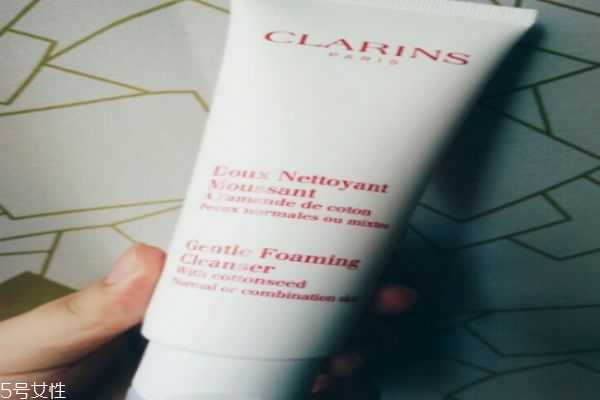 CLARINS
PARIS
Doux Nettoyant
Moussant
A l'amande de coton
Peaux normales ou mixtes
Gentle Foaming
Cleanser
With cottonseed
Normal or combination skin
5号女性